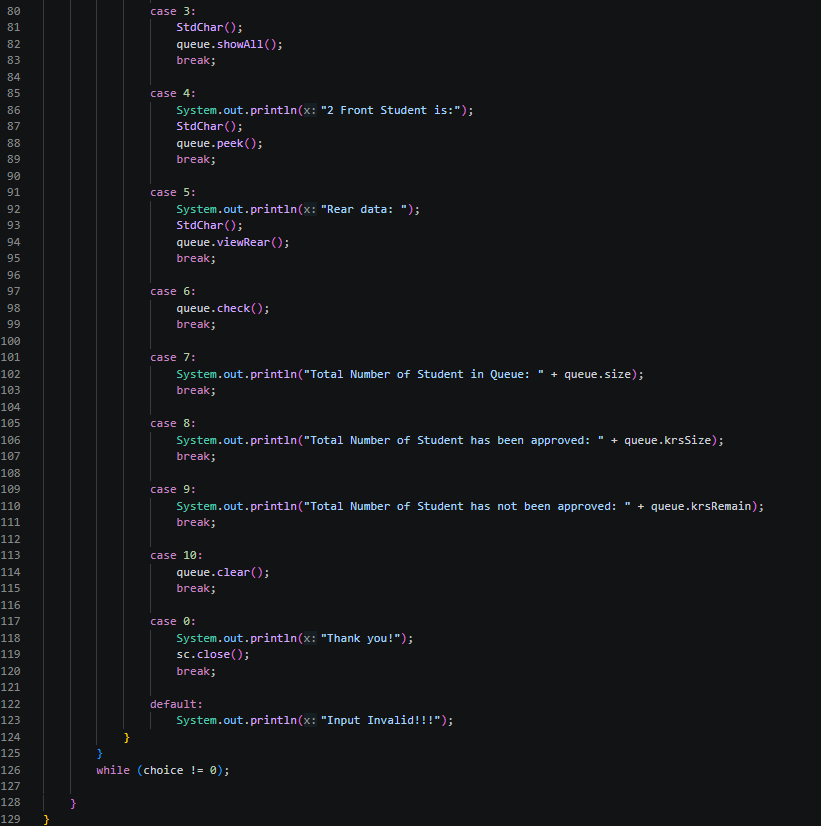 80 case 3:
81 StdChar();
82 queue.showAll();
83 break;
84
85 case 4:
86 System.out.println(x: "2 Front Student is:");
87 StdChar();
88 queue.peek();
89 break;
90
91 case 5:
92 System.out.println(x: "Rear data: ");
93 StdChar();
94 queue.viewRear();
95 break;
96
97 case 6:
98 queue.check();
99 break;
100
101 case 7:
102 System.out.println("Total Number of Student in Queue: " + queue.size);
103 break;
104
105 case 8:
106 System.out.println("Total Number of Student has been approved: " + queue.krsSize);
107 break;
108
109 case 9:
110 System.out.println("Total Number of Student has not been approved: " + queue.krsRemain);
111 break;
112
113 case 10:
114 queue.clear();
115 break;
116
117 case 0:
118 System.out.println(x: "Thank you!");
119 sc.close();
120 break;
121
122 default:
123 System.out.println(x: "Input Invalid!!!");
124 }
125 }
126 while (choice != 0);
127
128 }
129 }